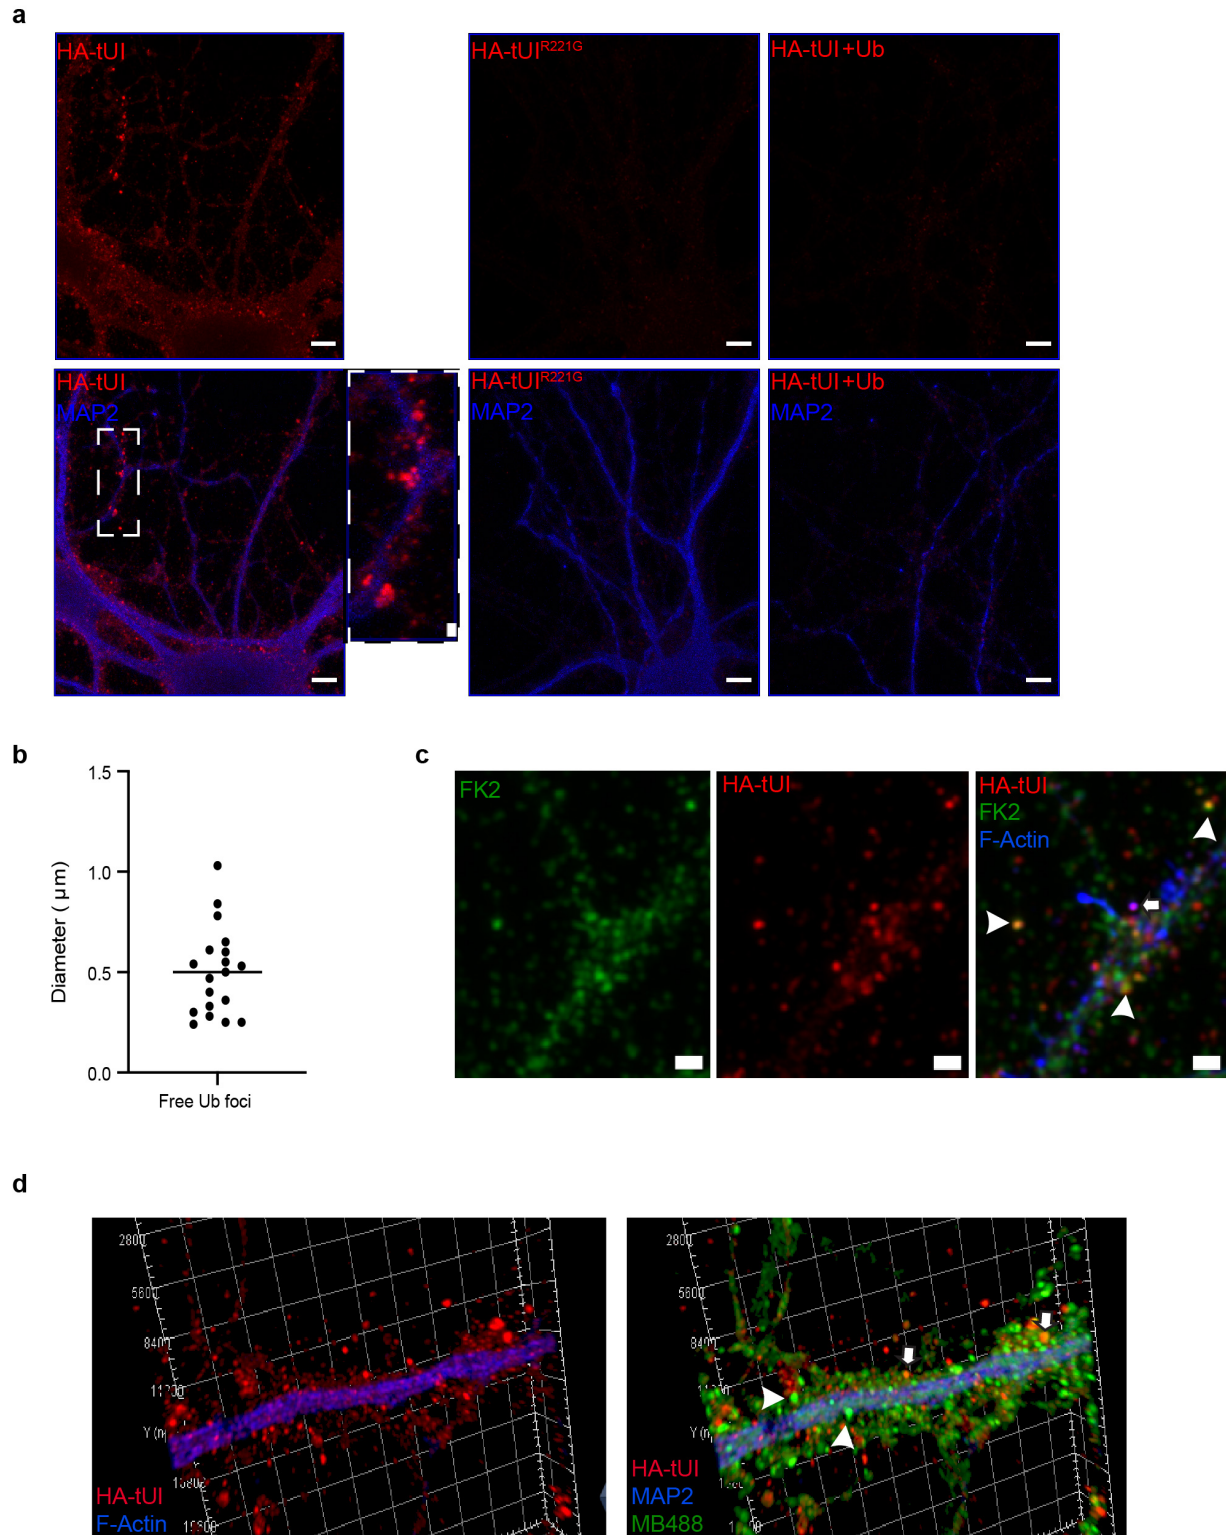 a
HA-tUI
HA-tUI^R221G
HA-tUI+Ub
HA-tUI
MAP2
HA-tUI^R221G
MAP2
HA-tUI+Ub
MAP2
b
1.5
1.0
0.5
0.0
Diameter ( µm)
Free Ub foci
c
FK2
HA-tUI
HA-tUI
FK2
F-Actin
d
2800
5600
8400
HA-tUI
F-Actin
2800
5600
8400
HA-tUI
MAP2
MB488